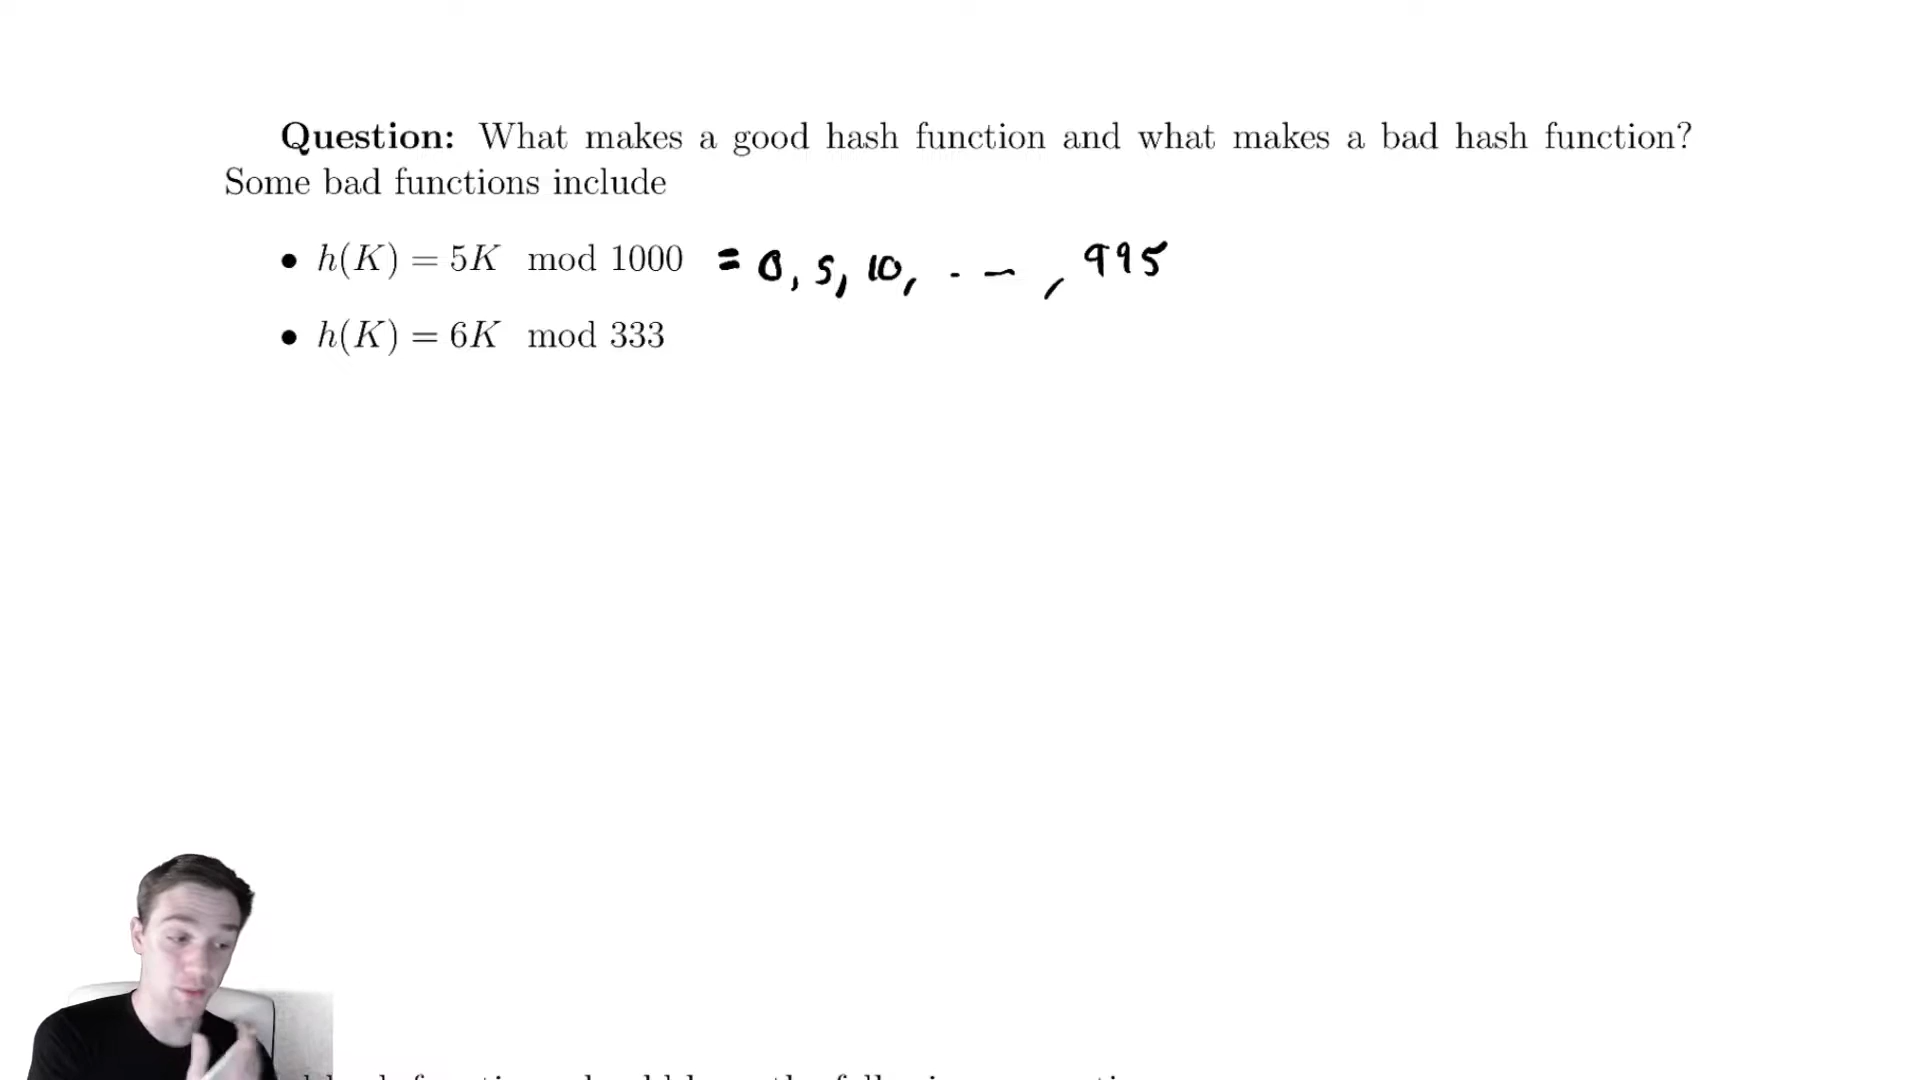 Question: What makes a good hash function and what makes a bad hash function?
Some bad functions include
• h(K) = 5K mod 1000 = 0, 5, 10, . – , 995
• h(K) = 6K mod 333